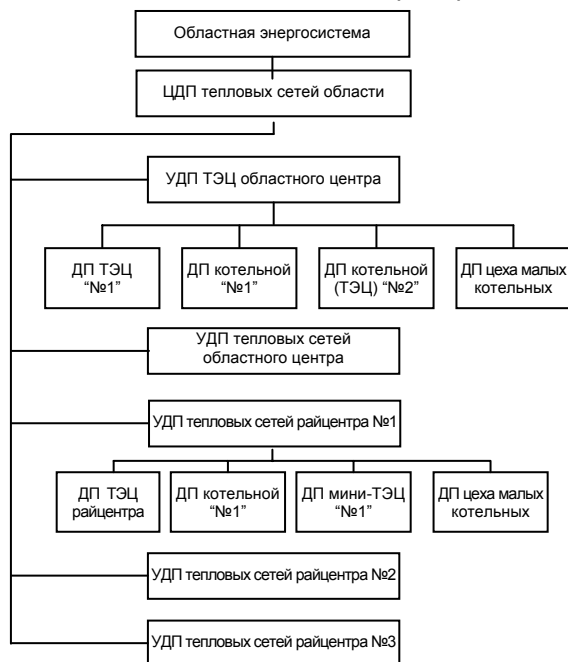 Областная энергосистема
ЦДП тепловых сетей области
УДП ТЭЦ областного центра
ДП ТЭЦ
“№1”
ДП котельной
“№1”
ДП котельной
(ТЭЦ) “№2”
ДП цеха малых
котельных
УДП тепловых сетей
областного центра
УДП тепловых сетей райцентра №1
ДП ТЭЦ
райцентра
ДП котельной
“№1”
ДП мини-ТЭЦ
“№1”
ДП цеха малых
котельных
УДП тепловых сетей райцентра №2
УДП тепловых сетей райцентра №3